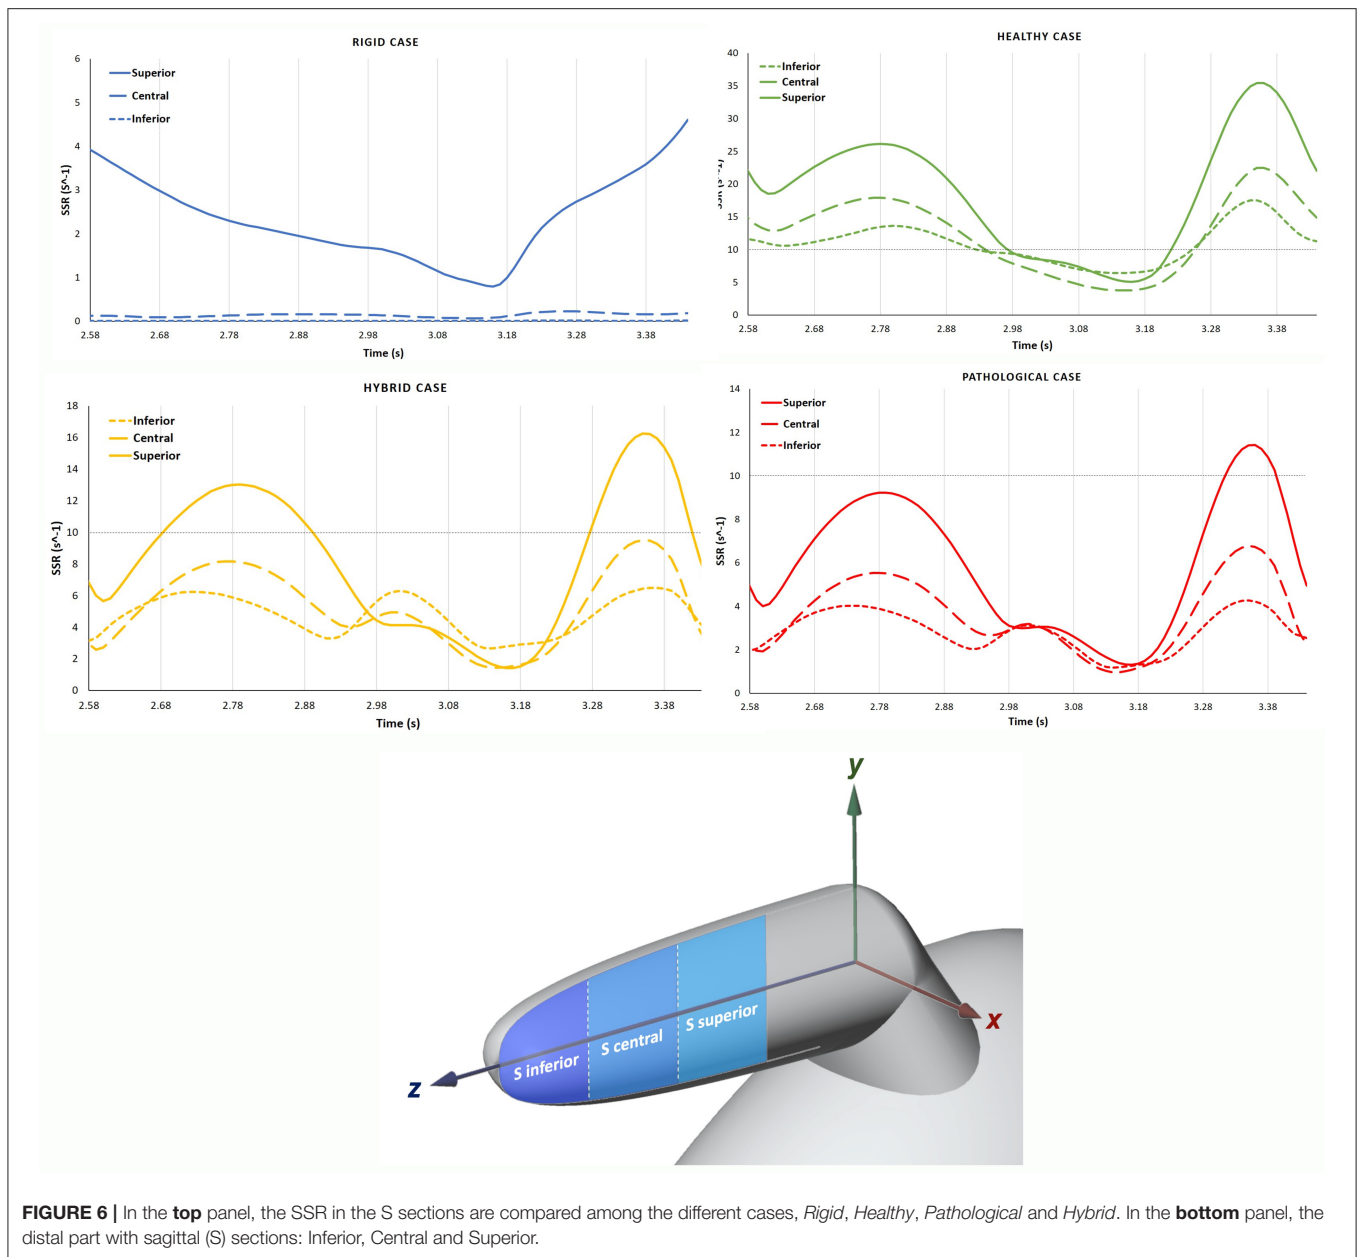 RIGID CASE
6
5
4
3
2
1
0
SSR (S^-1)
Superior
Central
Inferior
2.58
2.68
2.78
2.88
2.98
3.08
3.18
3.28
3.38
Time (s)
HEALTHY CASE
40
35
30
25
20
15
10
5
0
Inferior
Central
Superior
2.58
2.68
2.78
2.88
2.98
3.08
3.18
3.28
3.38
Time (s)
HYBRID CASE
18
16
14
12
10
8
6
4
2
0
SSR (s^-1)
Inferior
Central
Superior
2.58
2.68
2.78
2.88
2.98
3.08
3.18
3.28
3.38
Time (s)
PATHOLOGICAL CASE
14
12
10
8
6
4
2
0
SSR (s^-1)
Superior
Central
Inferior
2.58
2.68
2.78
2.88
2.98
3.08
3.18
3.28
3.38
Time (s)
y
x
z
S inferior
S central
S superior
FIGURE 6 | In the top panel, the SSR in the S sections are compared among the different cases, Rigid, Healthy, Pathological and Hybrid. In the bottom panel, the
distal part with sagittal (S) sections: Inferior, Central and Superior.